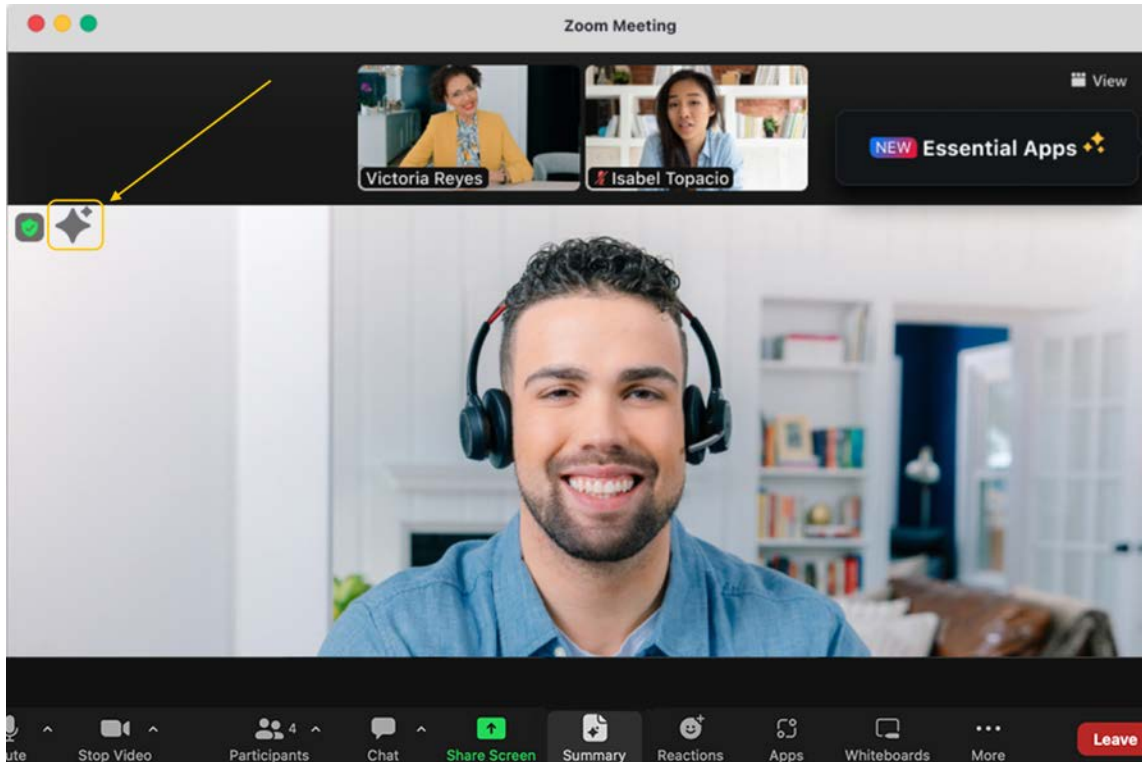 Zoom Meeting
View
NEW Essential Apps
Victoria Reyes
Isabel Topacio
ute
Stop Video
Participants
4
Chat
Share Screen
Summary
Reactions
Apps
Whiteboards
More
Leave